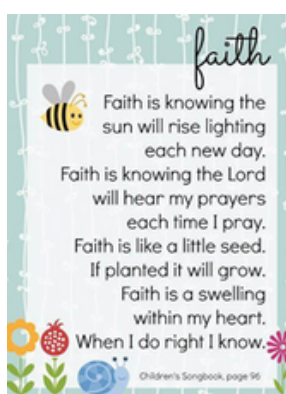 faith
Faith is knowing the
sun will rise lighting
each new day.
Faith is knowing the Lord
will hear my prayers
each time I pray.
Faith is like a little seed.
If planted it will grow.
Faith is a swelling
within my heart.
When I do right I know.
Children's Songbook, page 96